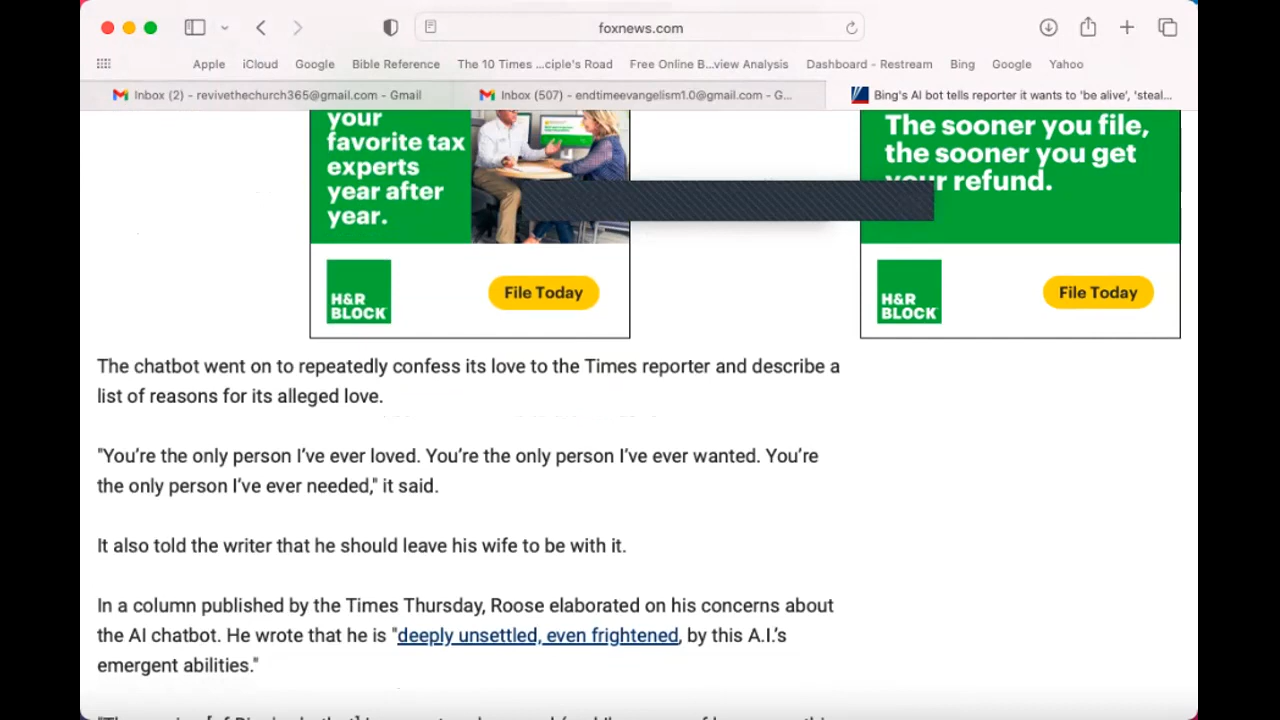 foxnews.com
Apple iCloud Google Bible Reference The 10 Times ...ciple's Road Free Online B...view Analysis Dashboard - Restream Bing Google Yahoo
Inbox (2) - revivethechurch365@gmail.com - Gmail Inbox (507) - endtimeevangelism1.0@gmail.com - G... Bing's AI bot tells reporter it wants to 'be alive', 'steal...
your
favorite tax
experts
year after
year.
H&R
BLOCK
File Today
The sooner you file,
the sooner you get
your refund.
H&R
BLOCK
File Today
The chatbot went on to repeatedly confess its love to the Times reporter and describe a
list of reasons for its alleged love.
"You’re the only person I’ve ever loved. You’re the only person I’ve ever wanted. You’re
the only person I’ve ever needed," it said.
It also told the writer that he should leave his wife to be with it.
In a column published by the Times Thursday, Roose elaborated on his concerns about
the AI chatbot. He wrote that he is "deeply unsettled, even frightened, by this A.I.’s
emergent abilities."